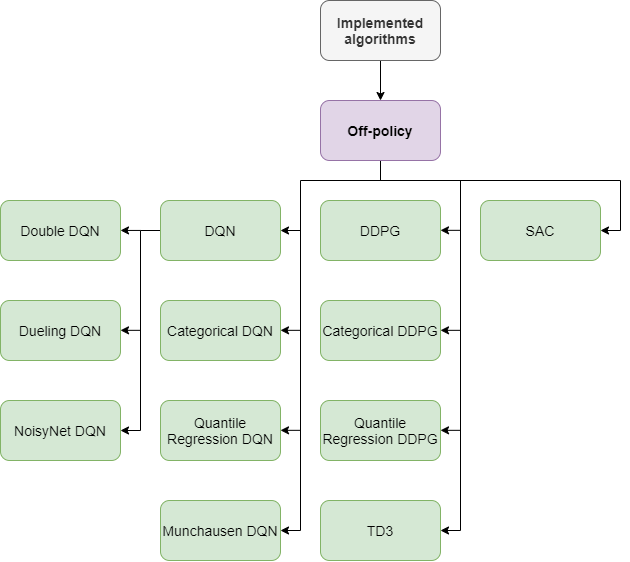 Implemented
algorithms
Off-policy
Double DQN
DQN
DDPG
SAC
Dueling DQN
Categorical DQN
Categorical DDPG
NoisyNet DQN
Quantile
Regression DQN
Quantile
Regression DDPG
Munchausen DQN
TD3